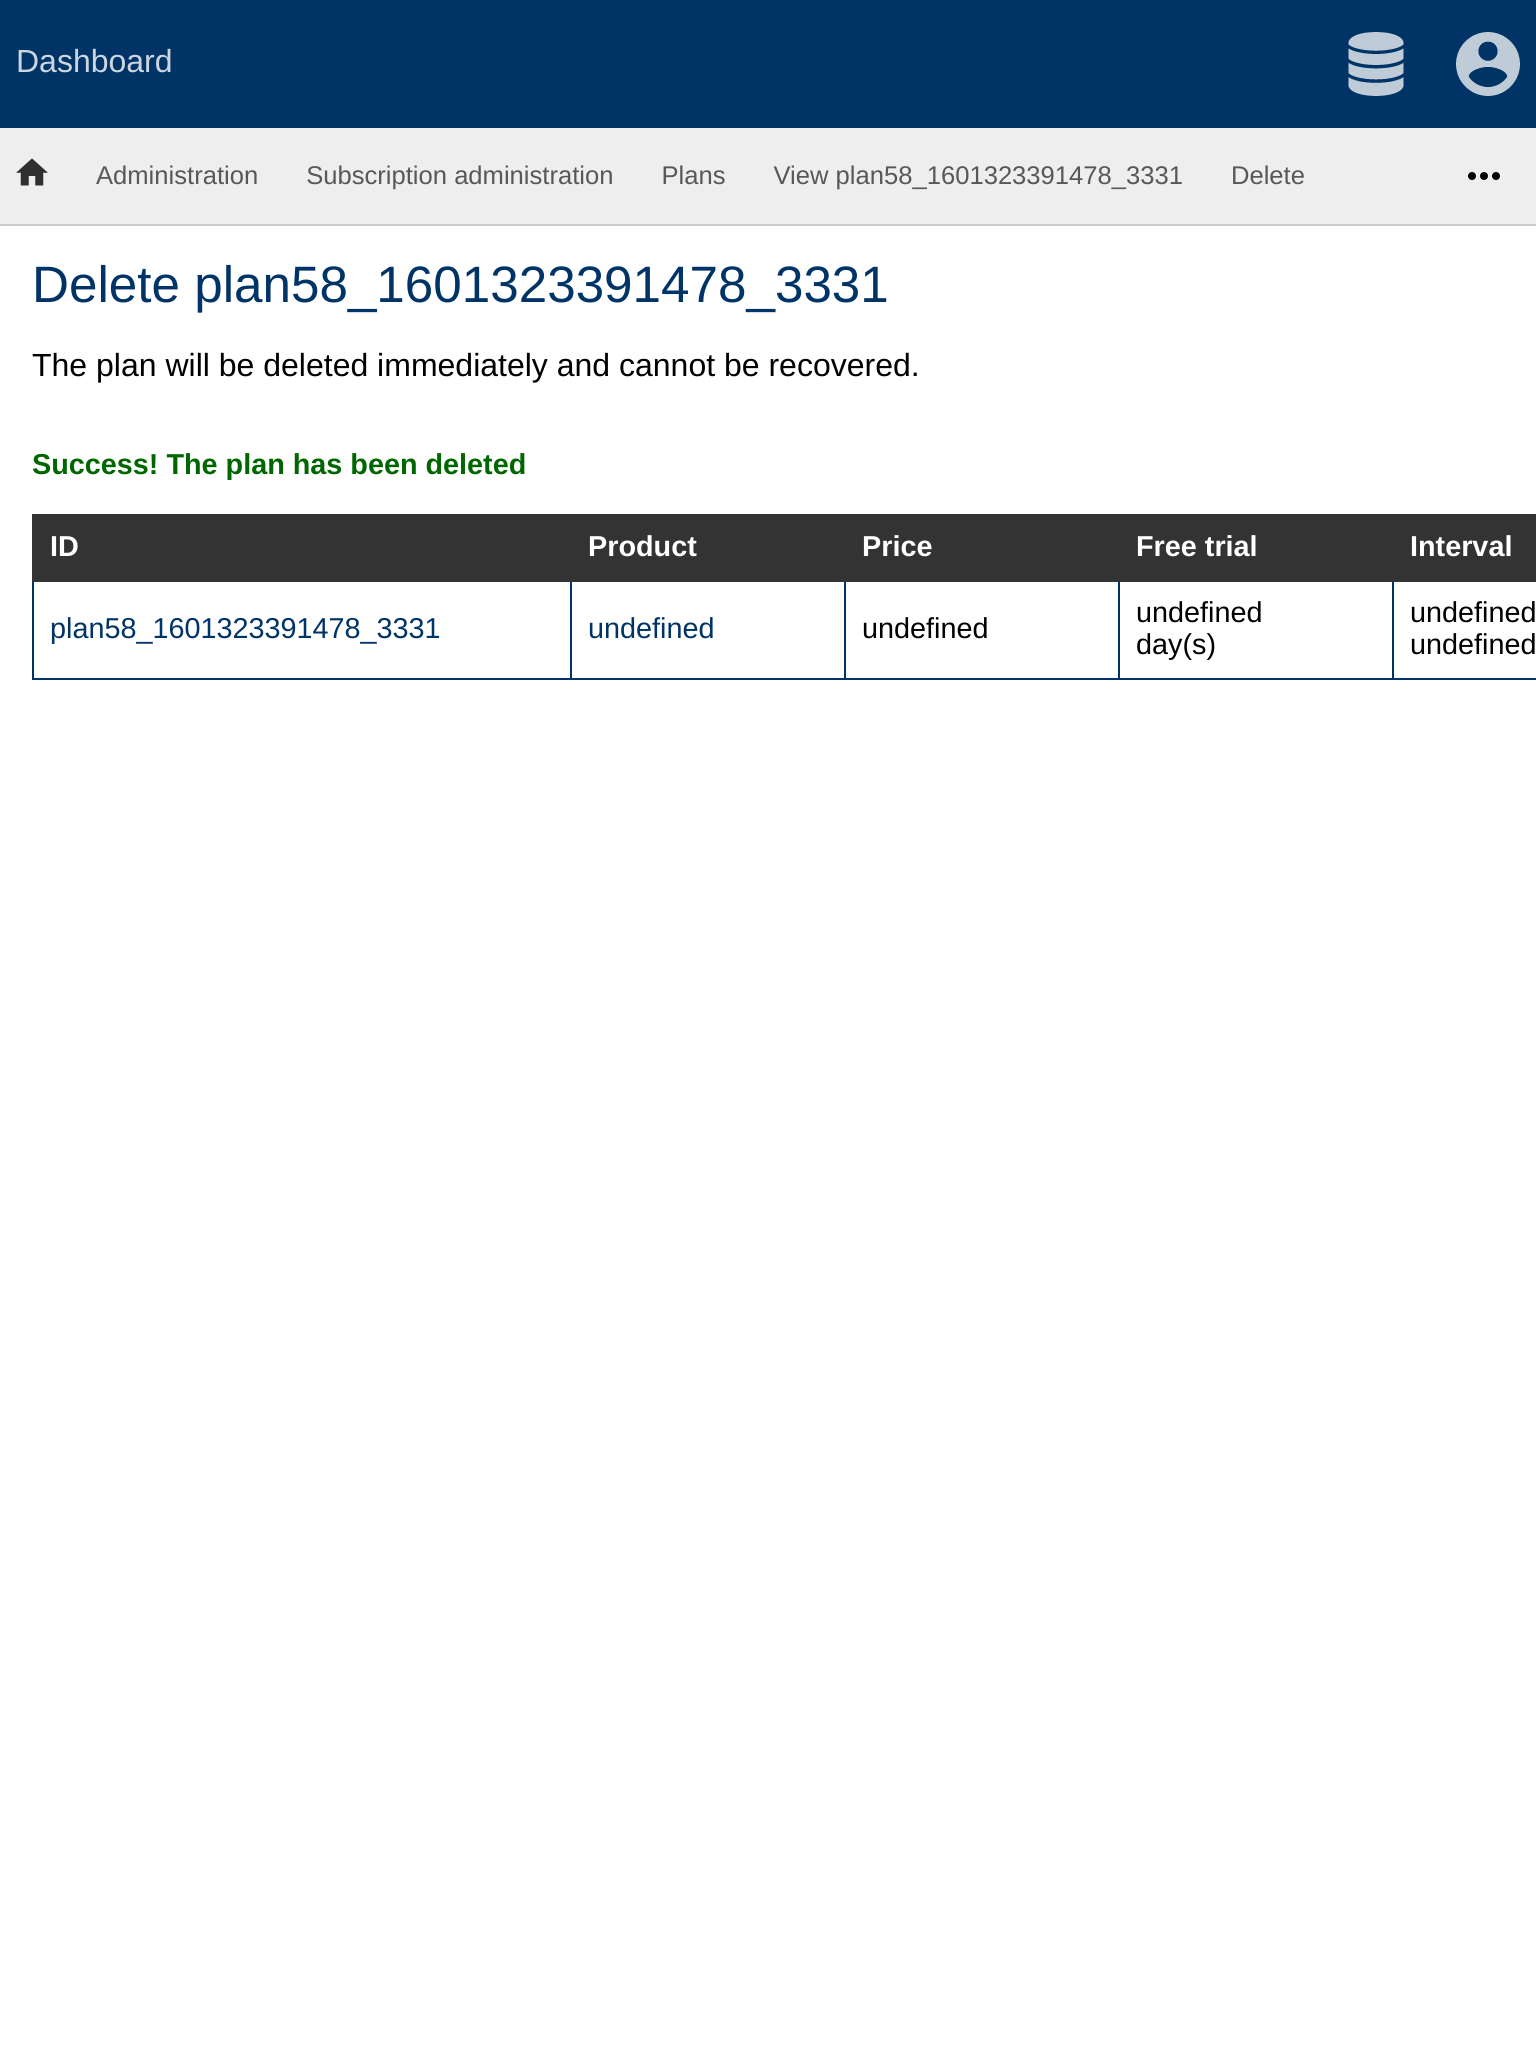 Dashboard
Administration Subscription administration Plans View plan58_1601323391478_3331 Delete
Delete plan58_1601323391478_3331
The plan will be deleted immediately and cannot be recovered.
Success! The plan has been deleted
ID Product Price Free trial Interval
plan58_1601323391478_3331 undefined undefined undefined day(s) undefined undefined